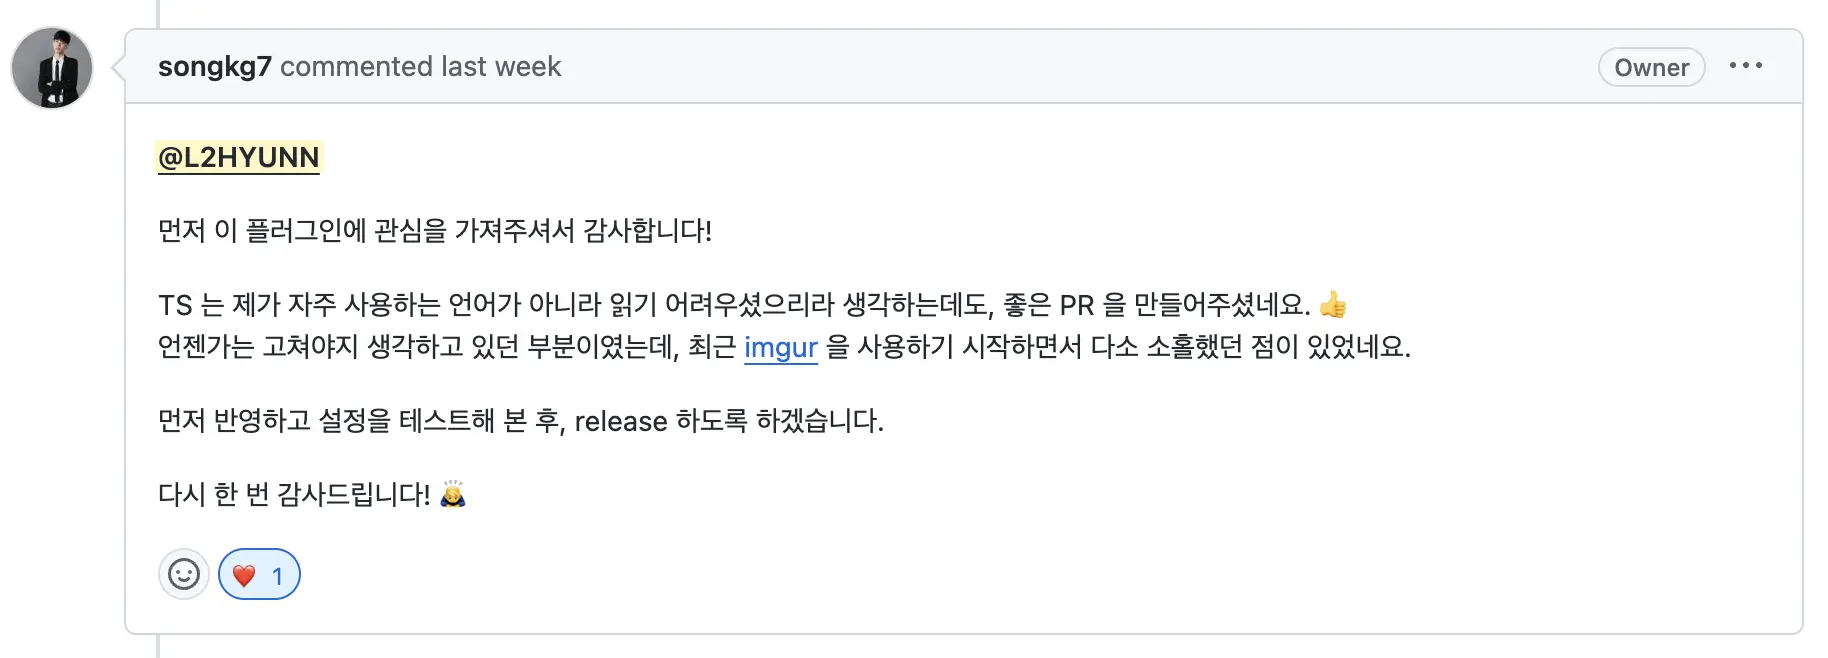 songkg7 commented last week
Owner
@L2HYUNN
먼저 이 플러그인에 관심을 가져주셔서 감사합니다!
TS 는 제가 자주 사용하는 언어가 아니라 읽기 어려우셨으리라 생각하는데도, 좋은 PR 을 만들어주셨네요. 👍
언젠가는 고쳐야지 생각하고 있던 부분이였는데, 최근 imgur 을 사용하기 시작하면서 다소 소홀했던 점이 있었네요.
먼저 반영하고 설정을 테스트해 본 후, release 하도록 하겠습니다.
다시 한 번 감사드립니다! 🙇
❤️ 1